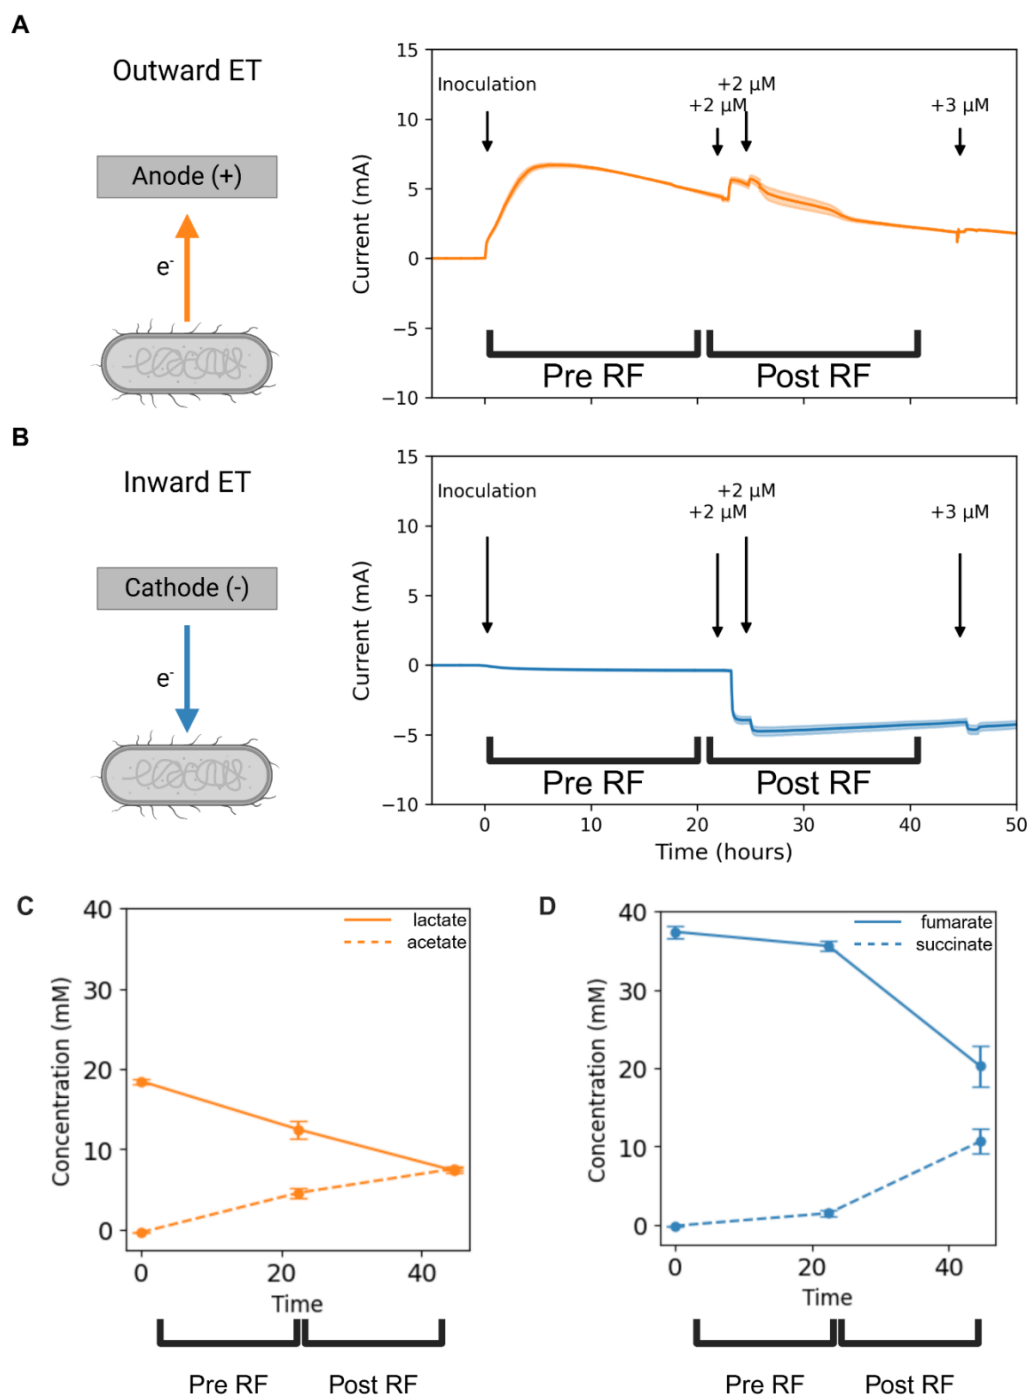 A
Outward ET
Anode (+)
e-
Current (mA)
15
10
5
0
−5
−10
Inoculation
+2 µM
+2 µM
+3 µM
Pre RF
Post RF
B
Inward ET
Cathode (-)
e-
Current (mA)
15
10
5
0
−5
−10
Inoculation
+2 µM
+2 µM
+3 µM
Pre RF
Post RF
0 10 20 30 40 50
Time (hours)
C
Concentration (mM)
40
30
20
10
0
lactate
acetate
0 20 40
Time
Pre RF Post RF
D
Concentration (mM)
40
30
20
10
0
fumarate
succinate
0 20 40
Time
Pre RF Post RF